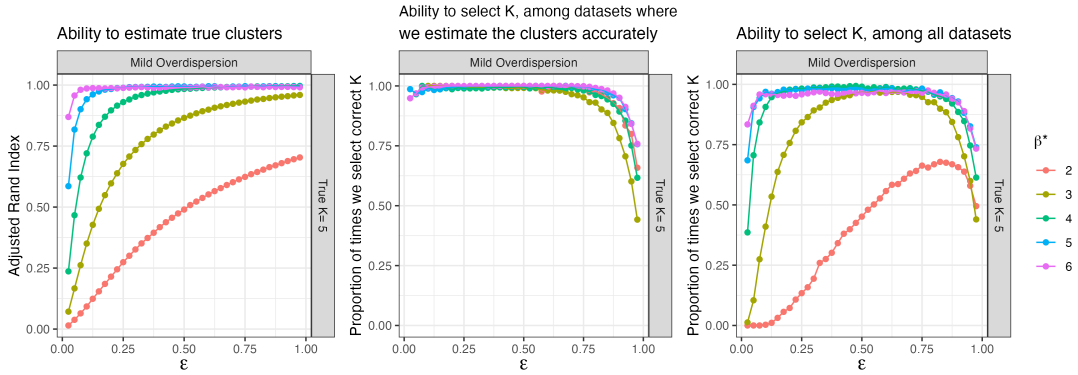 Ability to estimate true clusters
Mild Overdispersion
Adjusted Rand Index
1.00
0.75
0.50
0.25
0.00
0.00 0.25 0.50 0.75 1.00
ε
True K= 5
Ability to select K, among datasets where
we estimate the clusters accurately
Mild Overdispersion
Proportion of times we select correct K
1.00
0.75
0.50
0.25
0.00
0.00 0.25 0.50 0.75 1.00
ε
True K= 5
Ability to select K, among all datasets
Mild Overdispersion
Proportion of times we select correct K
1.00
0.75
0.50
0.25
0.00
0.00 0.25 0.50 0.75 1.00
ε
True K= 5
β*
2
3
4
5
6